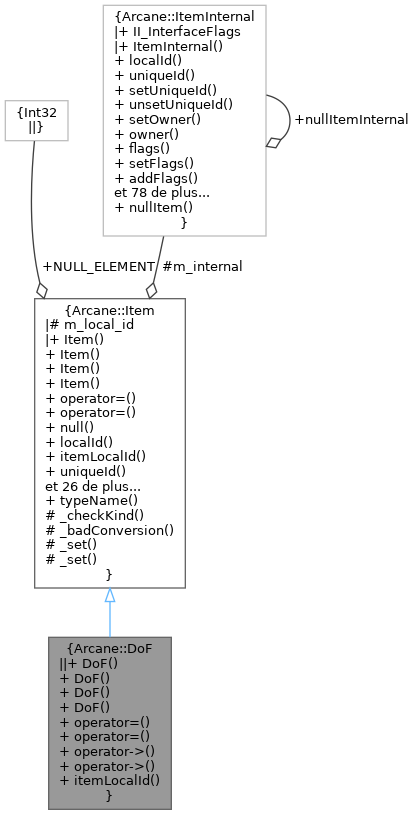 {Arcane::ItemInternal
|+ II_InterfaceFlags
|+ ItemInternal()
+ localId()
+ uniqueId()
+ setUniqueId()
+ unsetUniqueId()
+ setOwner()
+ owner()
+ flags()
+ setFlags()
+ addFlags()
et 78 de plus...
+ nullItem()
}
+nullItemInternal
{Int32
||}
+NULL_ELEMENT
#m_internal
{Arcane::Item
|# m_local_id
|+ Item()
+ Item()
+ Item()
+ Item()
+ operator=()
+ operator=()
+ null()
+ localId()
+ itemLocalId()
+ uniqueId()
et 26 de plus...
+ typeName()
# _checkKind()
# _badConversion()
# _set()
# _set()
}
{Arcane::DoF
||+ DoF()
+ DoF()
+ DoF()
+ DoF()
+ operator=()
+ operator=()
+ operator->()
+ operator->()
+ itemLocalId()
}